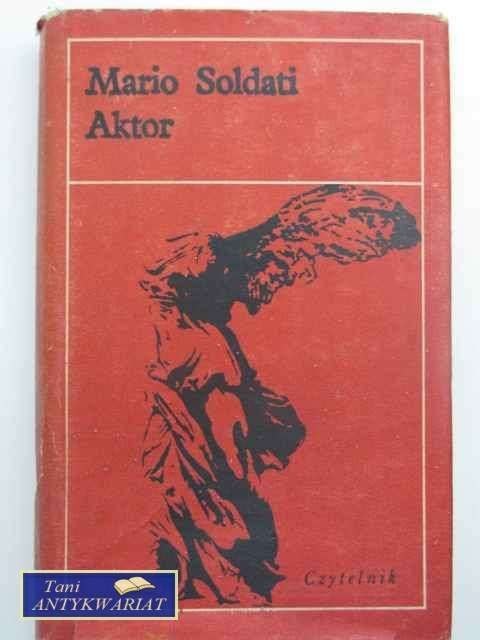 Mario Soldati
Aktor
Czytelnik
Tani
ANTYKWARIAT